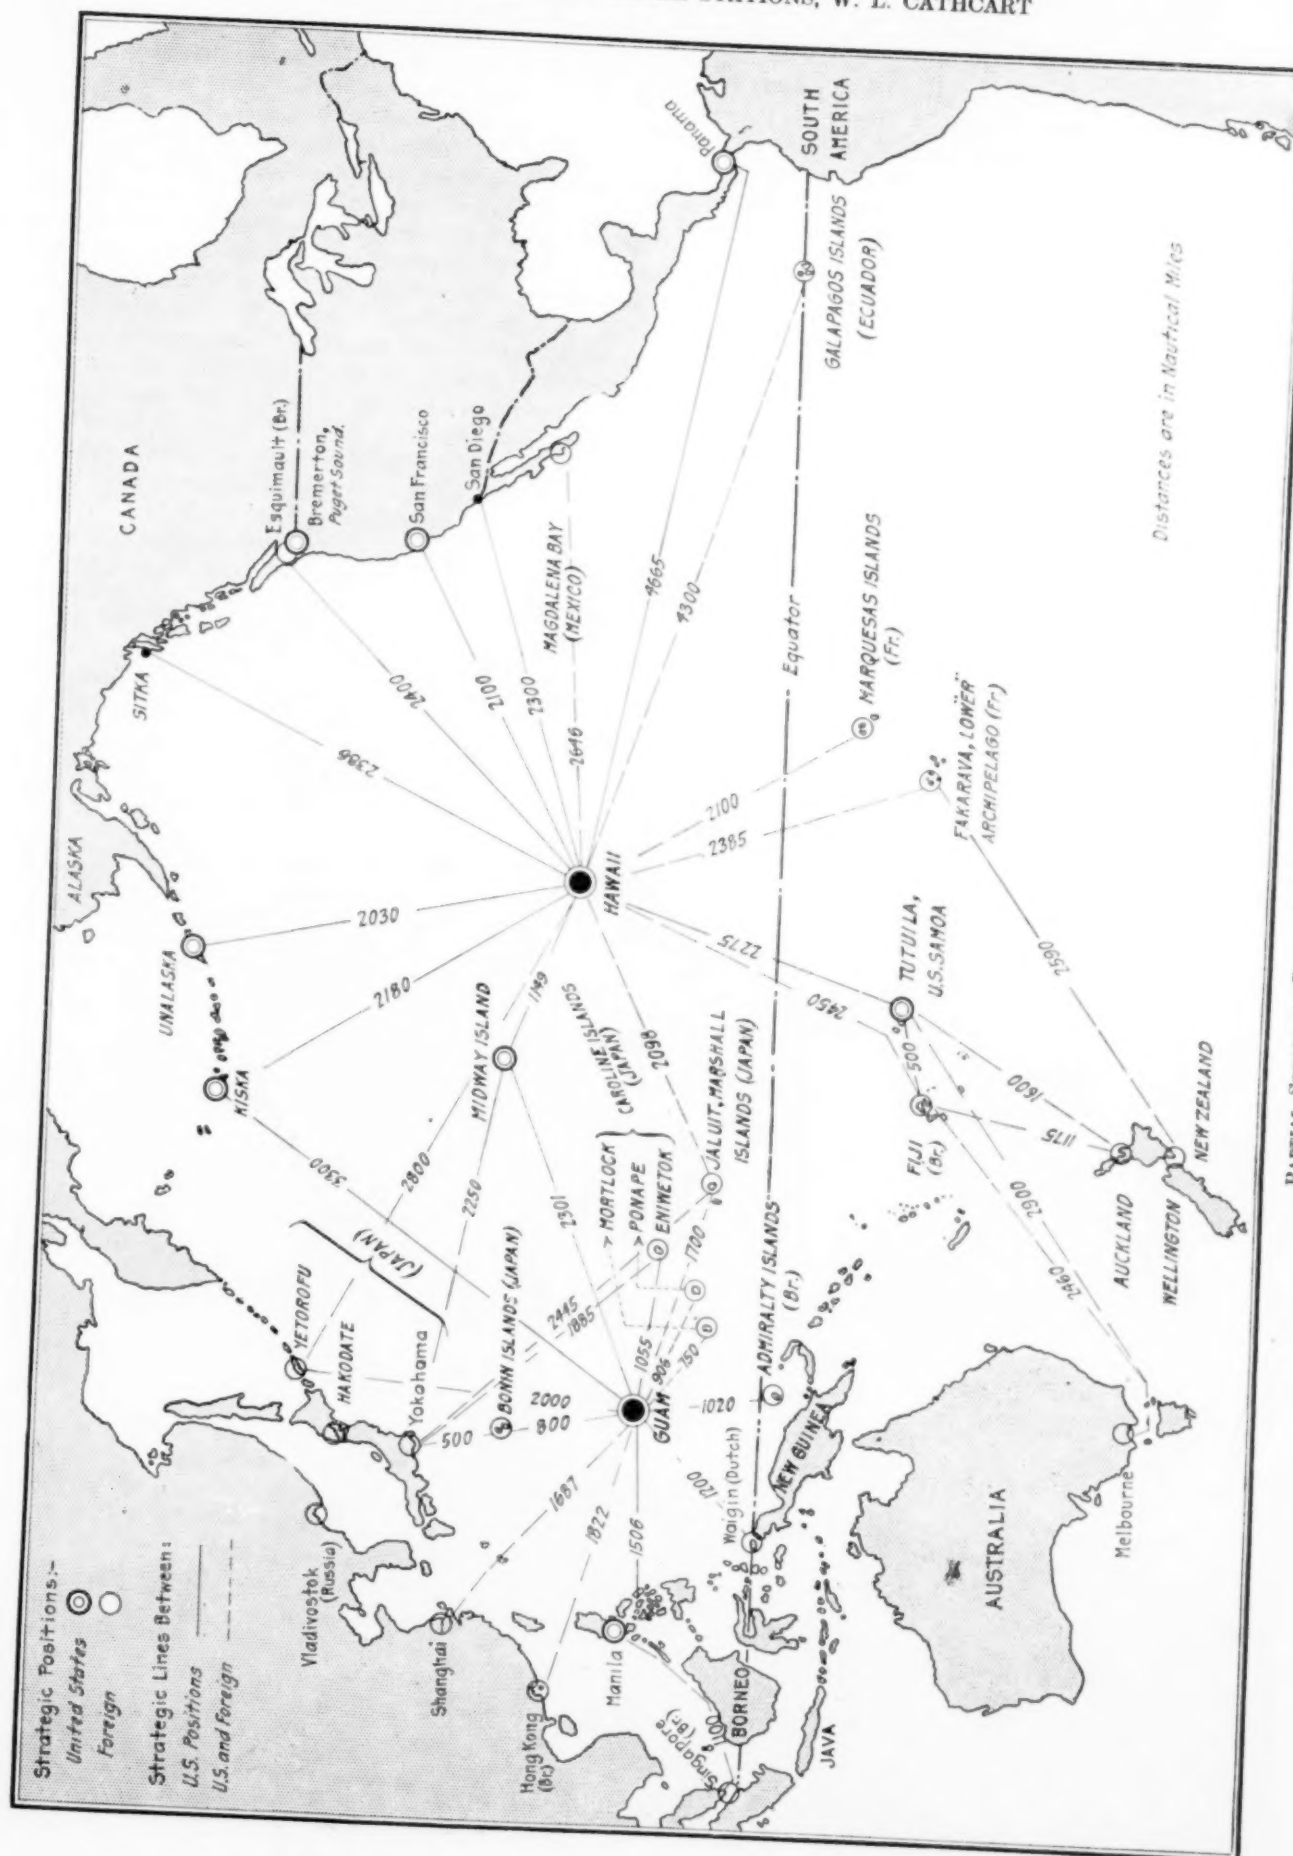 STATIONS, W. L. CATHCART
Strategic Positions:-
United States
Foreign
Strategic Lines Between:
U.S. Positions
U.S. and Foreign
CANADA
ALASKA
SITKA
UNALASKA
KISKA
Esquimault (Br.)
Bremerton,
Puget Sound.
San Francisco
San Diego
MAGDALENA BAY
(MEXICO)
Panama
SOUTH
AMERICA
GALAPAGOS ISLANDS
(ECUADOR)
Equator
MARQUESAS ISLANDS
(Fr.)
FAKARAVA, LOWER
ARCHIPELAGO (Fr.)
Distances are in Nautical Miles
HAWAII
MIDWAY ISLAND
CAROLINE ISLANDS
(JAPAN)
> MORTLOCK
> PONAPE
ENIWETOK
JALUIT, MARSHALL
ISLANDS (JAPAN)
TUTUILA,
U.S. SAMOA
FIJI
(Br.)
AUCKLAND
WELLINGTON
NEW ZEALAND
YETOROFU
HAKODATE
(JAPAN)
Yokohama
BONIN ISLANDS (JAPAN)
GUAM
ADMIRALTY ISLANDS
(Br.)
NEW GUINEA
Waigin (Dutch)
Vladivostok
(Russia)
Shanghai
Hong Kong
(Br.)
Manila
Singapore
(Br.)
BORNEO
JAVA
AUSTRALIA
Melbourne
2386
2400
2100
2300
2646
4665
4300
2100
2385
2030
2180
1149
2098
2275
2450
500
1600
1175
2590
2900
2460
3300
2800
2250
2301
2445
1885
1700
1055
906
750
1020
2000
500
800
1687
1822
1506
1200